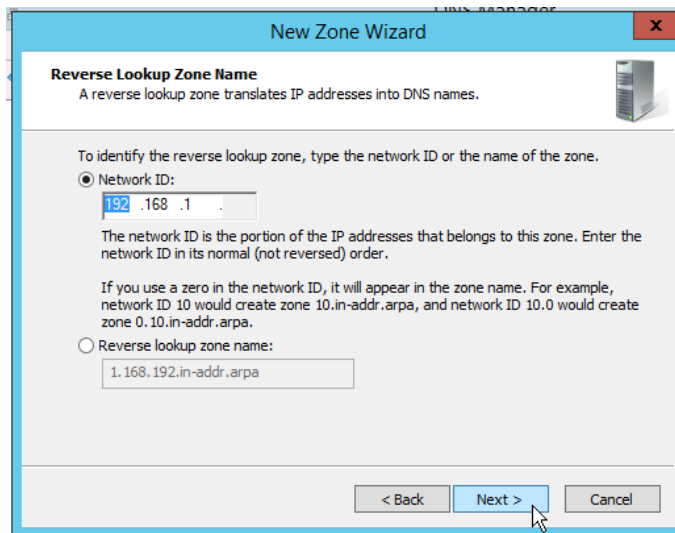 DNS Manager
New Zone Wizard
x
Reverse Lookup Zone Name
A reverse lookup zone translates IP addresses into DNS names.
To identify the reverse lookup zone, type the network ID or the name of the zone.
Network ID:
192 .168 .1 .
The network ID is the portion of the IP addresses that belongs to this zone. Enter the
network ID in its normal (not reversed) order.
If you use a zero in the network ID, it will appear in the zone name. For example,
network ID 10 would create zone 10.in-addr.arpa, and network ID 10.0 would create
zone 0.10.in-addr.arpa.
Reverse lookup zone name:
1.168.192.in-addr.arpa
< Back
Next >
Cancel